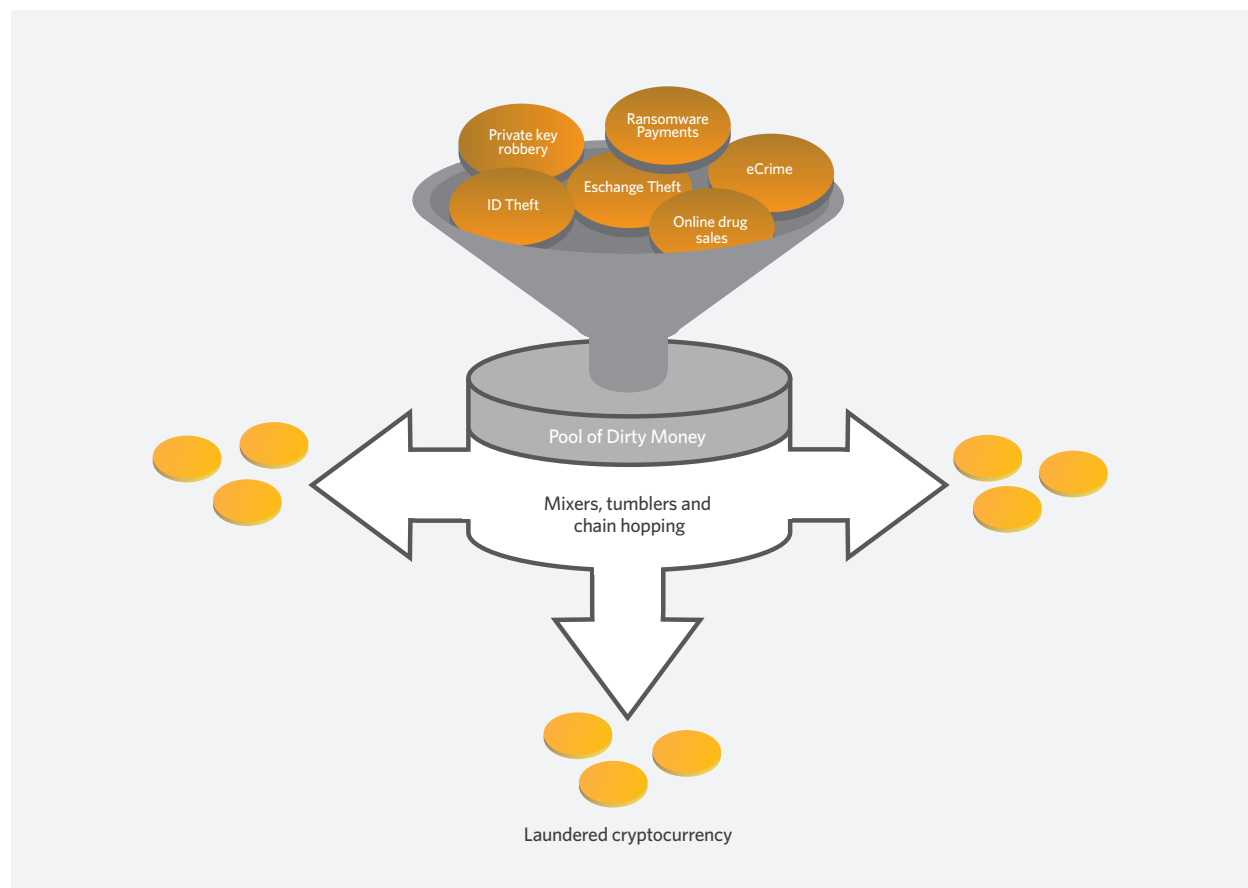 Private key
robbery
Ransomware
Payments
eCrime
ID Theft
Eschange Theft
Online drug
sales
Pool of Dirty Money
Mixers, tumblers and
chain hopping
Laundered cryptocurrency